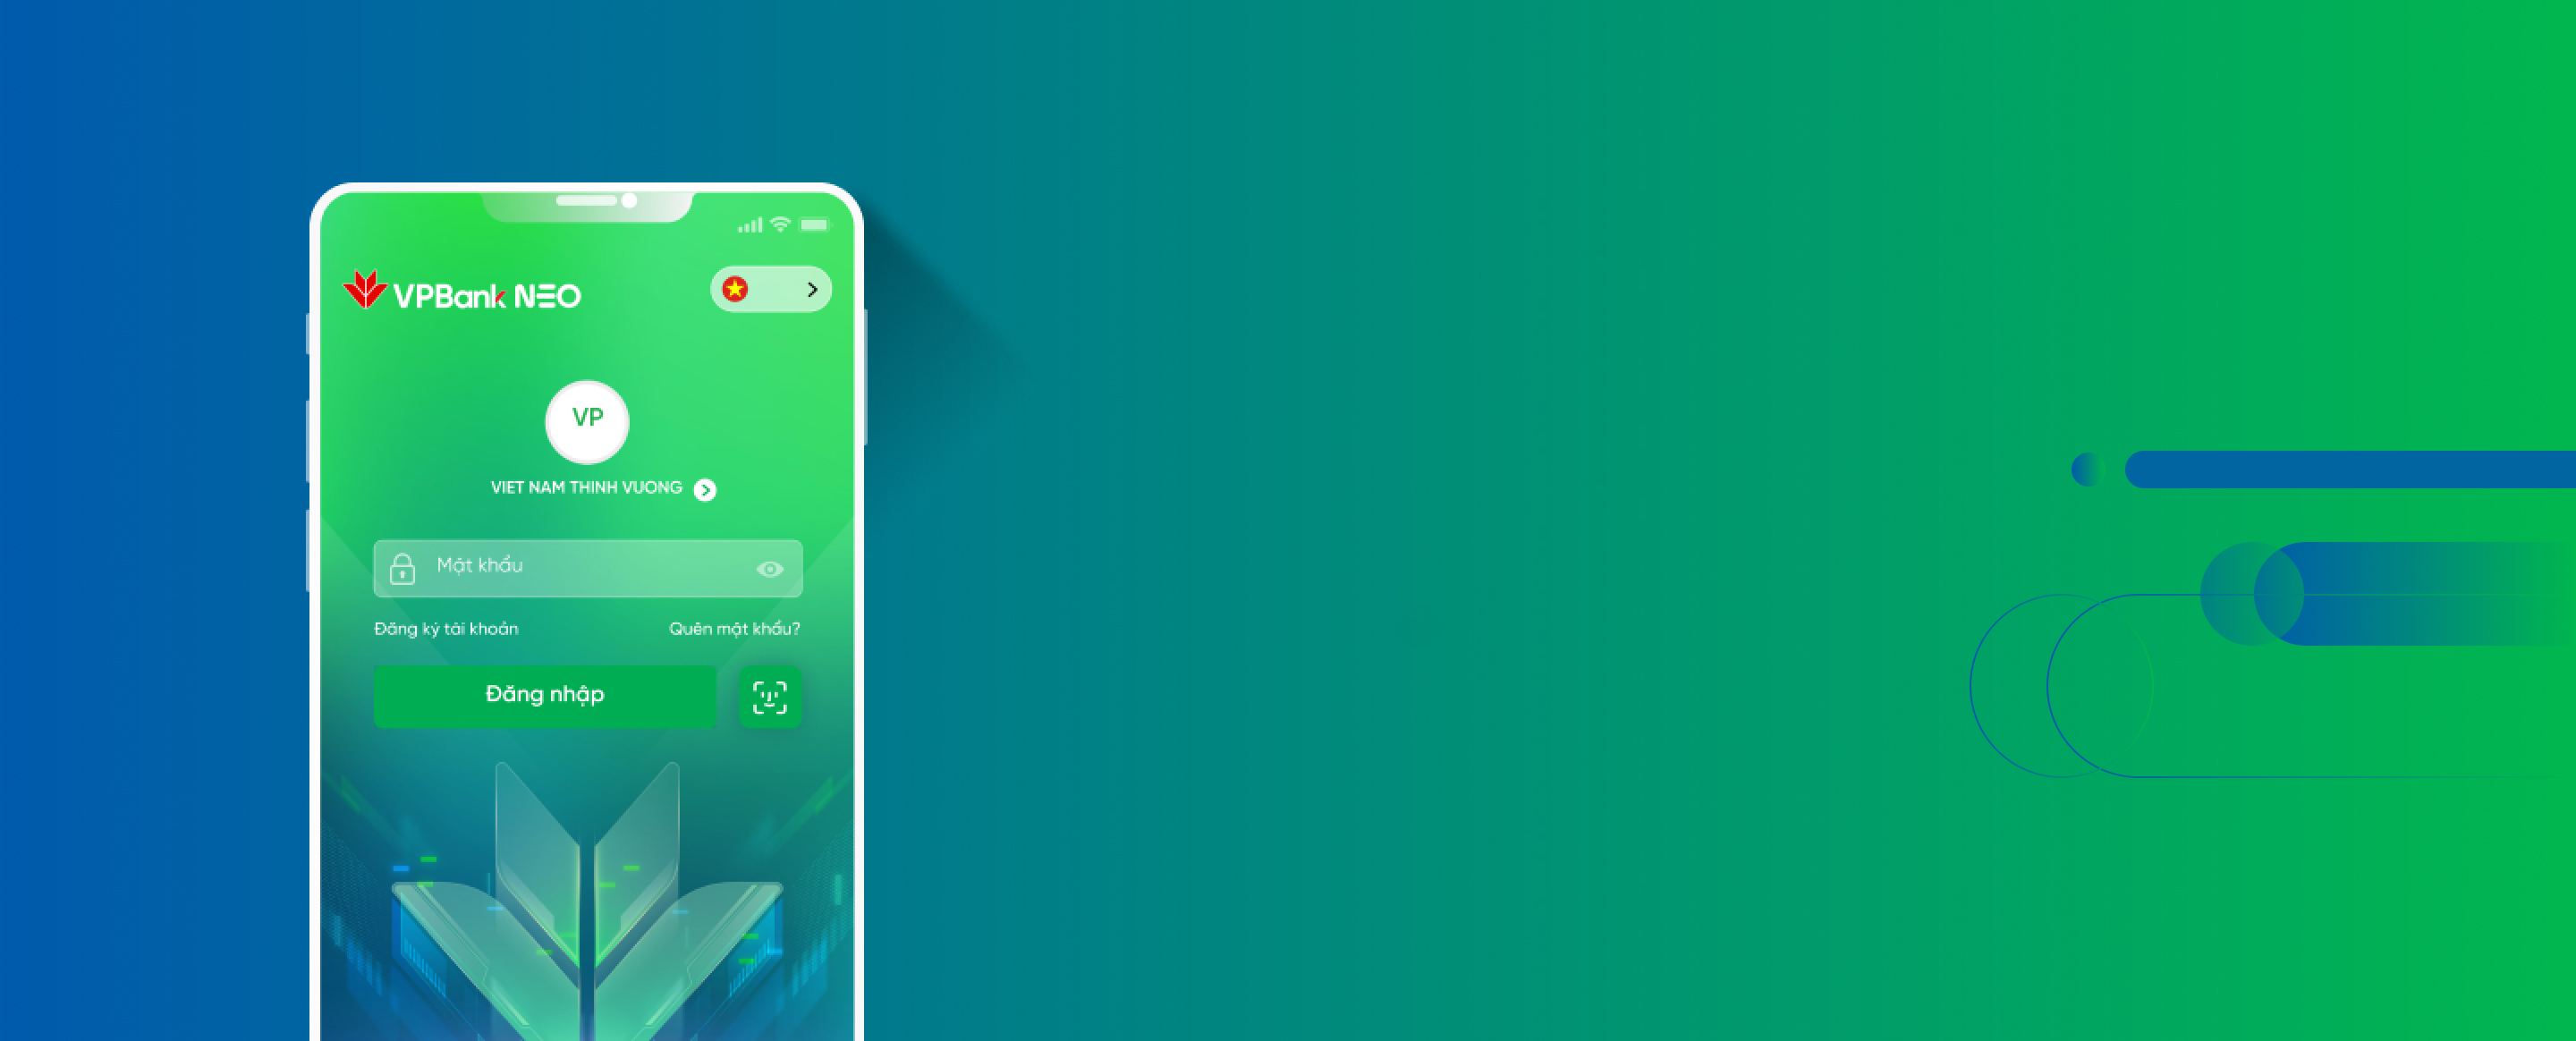 VPBank NEO
VP
VIET NAM THINH VUONG
Mật khẩu
Đăng ký tài khoản
Quên mật khẩu?
Đăng nhập